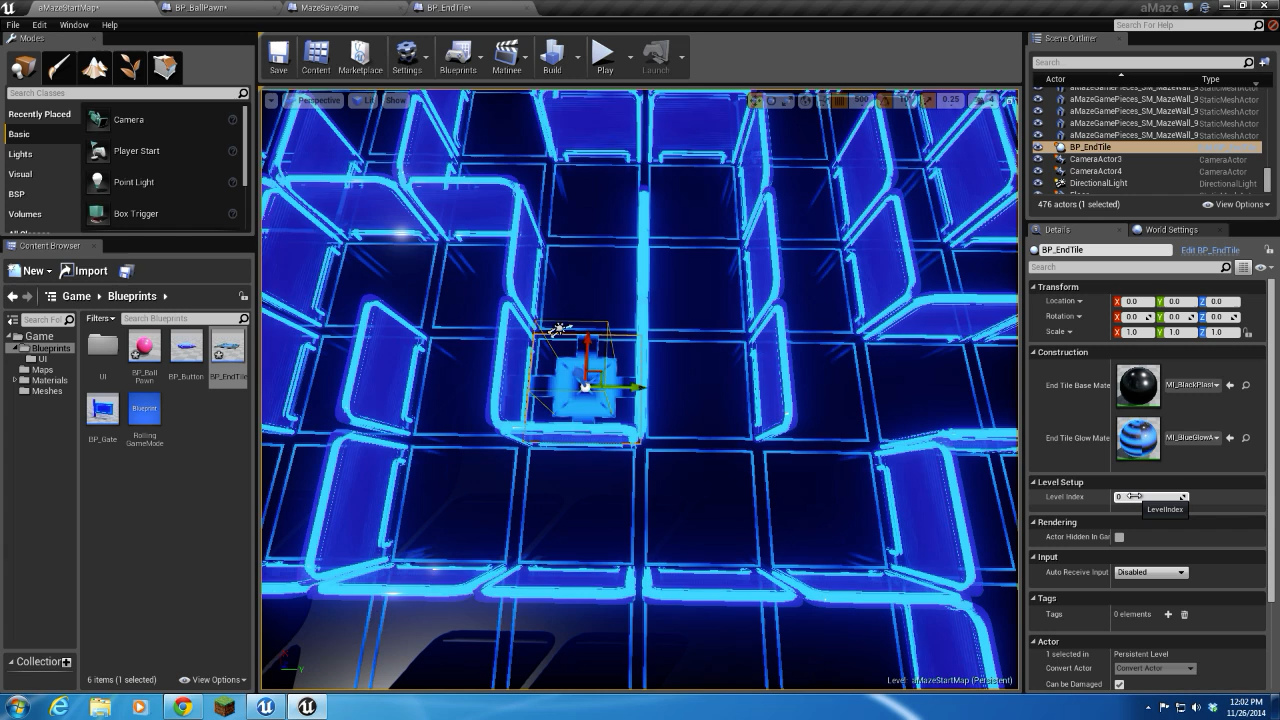 aMazeStartMap*
BP_BallPawn*
MazeSaveGame
BP_EndTile*
aMaze
File Edit Window Help
Search For Help
Modes
Search Classes
Recently Placed
Basic
Lights
Visual
BSP
Volumes
Camera
Player Start
Point Light
Box Trigger
Content Browser
New
Import
Game
Blueprints
Search
Filters
Search Blueprints
Game
Blueprints
UI
Maps
Materials
Meshes
UI
BP_Ball
Pawn
BP_Button
BP_EndTile
BP_Gate
Blueprint
Rolling
GameMode
Collection
6 items (1 selected)
View Options
Save
Content
Marketplace
Settings
Blueprints
Matinee
Build
Play
Launch
Perspective
Lit
Show
500
10
0.25
4
Level: aMazeStartMap (Persistent)
Scene Outliner
Search...
Actor
Type
aMazeGamePieces_SM_MazeWall_9 StaticMeshActor
aMazeGamePieces_SM_MazeWall_9 StaticMeshActor
aMazeGamePieces_SM_MazeWall_9 StaticMeshActor
aMazeGamePieces_SM_MazeWall_9 StaticMeshActor
BP_EndTile
CameraActor3 CameraActor
CameraActor4 CameraActor
DirectionalLight DirectionalLight
476 actors (1 selected)
View Options
Details
World Settings
BP_EndTile
Edit BP_EndTile
Search
Transform
Location X 0.0 Y 0.0 Z 0.0
Rotation X 0.0 Y 0.0 Z 0.0
Scale X 1.0 Y 1.0 Z 1.0
Construction
End Tile Base Mate
MI_BlackPlast
End Tile Glow Mate
MI_BlueGlowA
Level Setup
Level Index 0
LevelIndex
Rendering
Actor Hidden In Gar
Input
Auto Receive Input Disabled
Tags
Tags 0 elements
Actor
1 selected in Persistent Level
Convert Actor Convert Actor
Can be Damaged
12:02 PM
11/26/2014